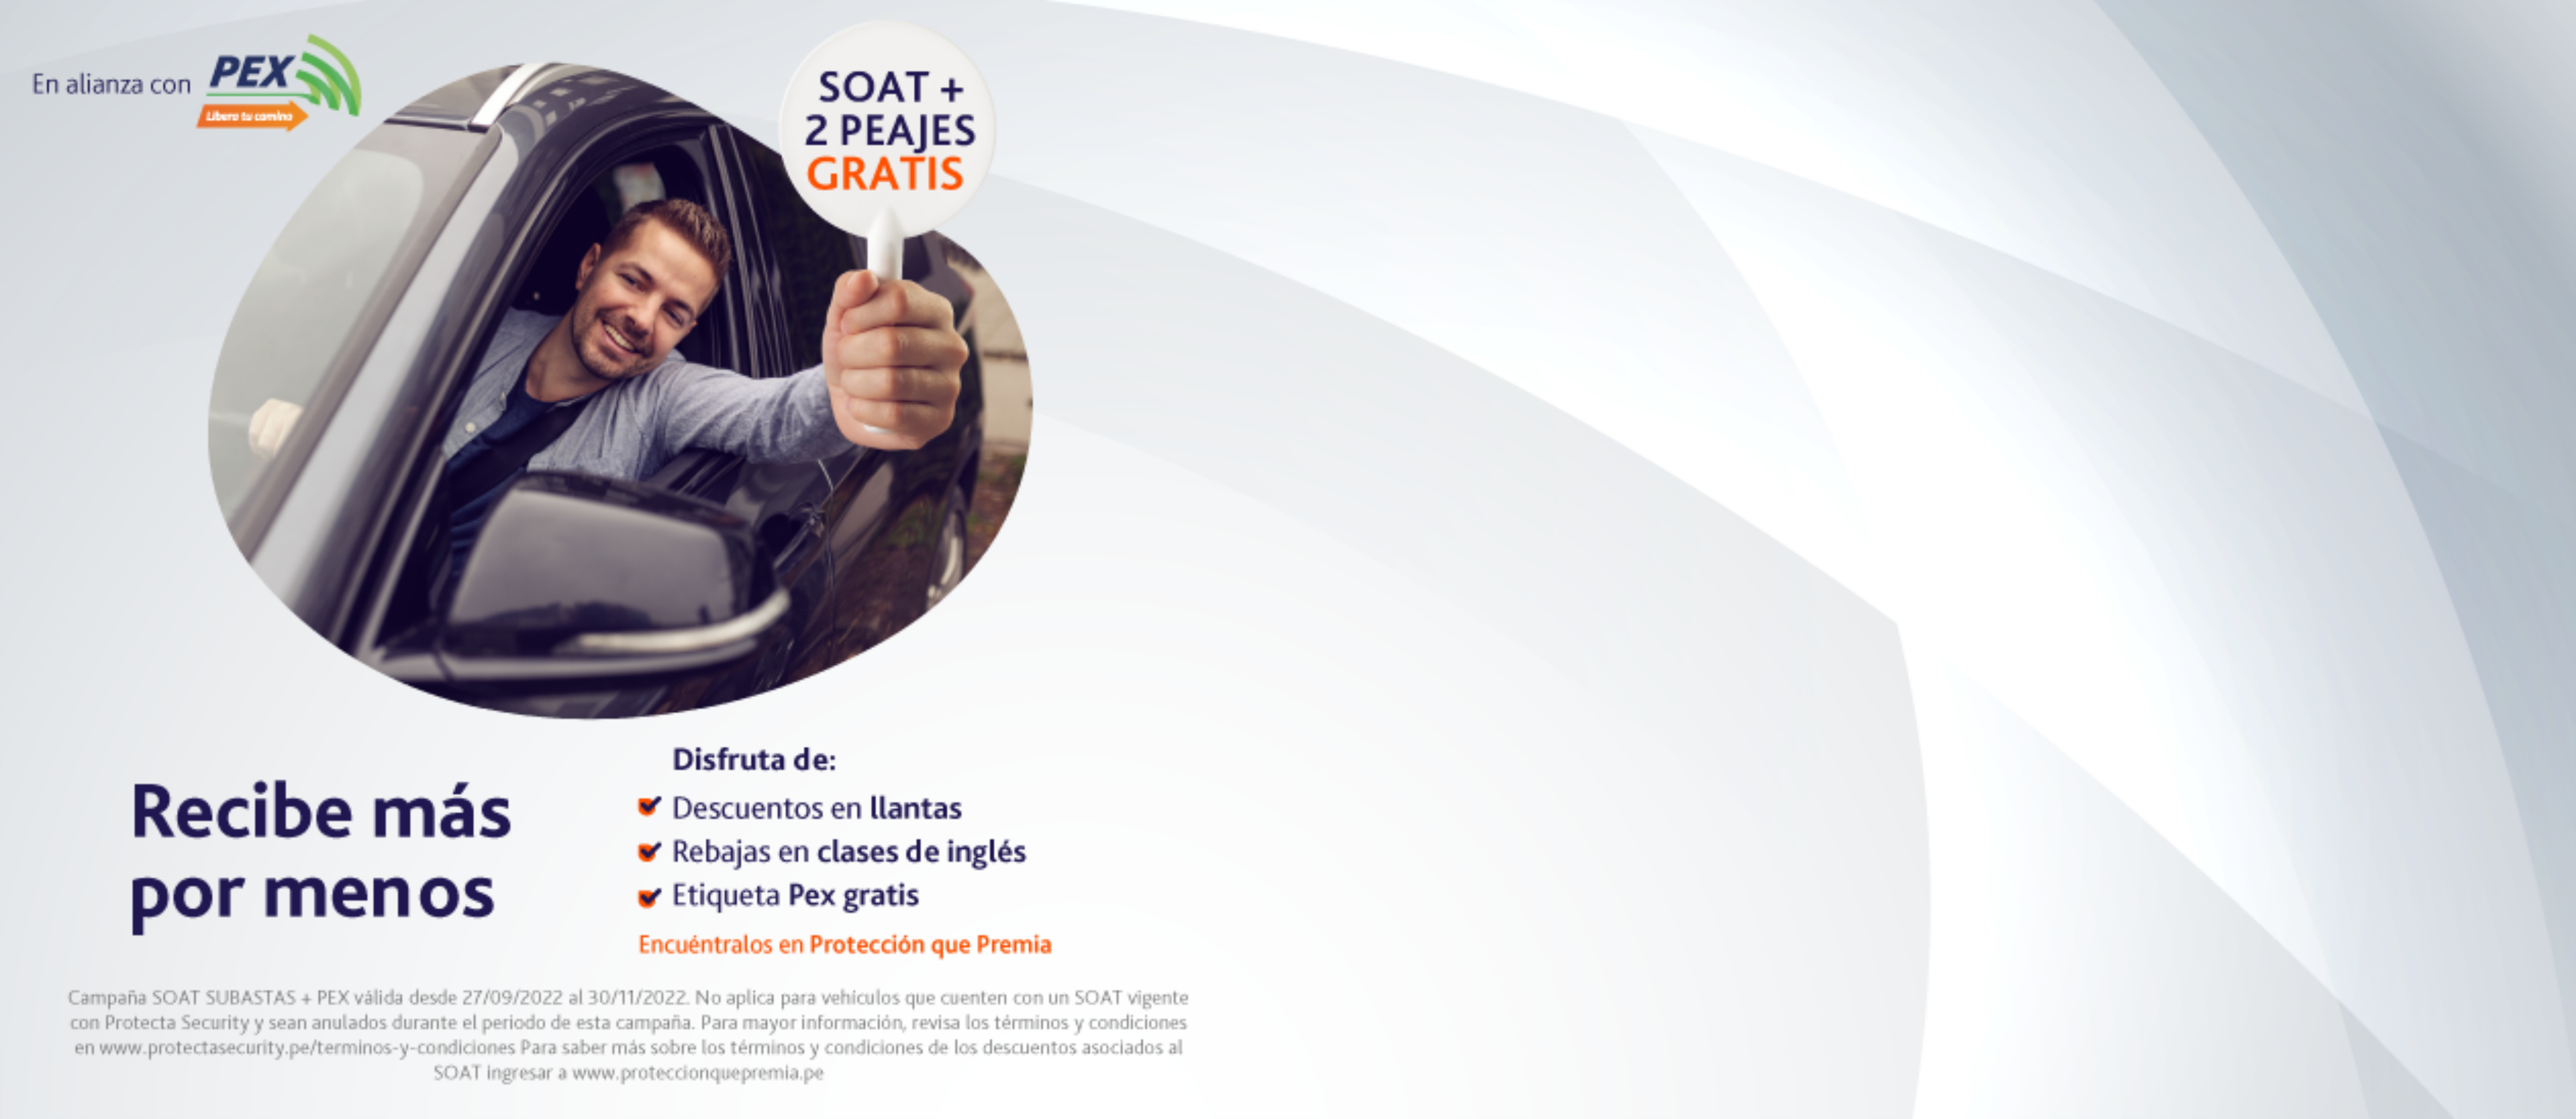 En alianza con
PEX
Libera tu camino
SOAT +
2 PEAJES
GRATIS
Recibe más
por menos
Disfruta de:
Descuentos en llantas
Rebajas en clases de inglés
Etiqueta Pex gratis
Encuéntralos en Protección que Premia
Campaña SOAT SUBASTAS + PEX válida desde 27/09/2022 al 30/11/2022. No aplica para vehículos que cuenten con un SOAT vigente
con Protecta Security y sean anulados durante el periodo de esta campaña. Para mayor información, revisa los términos y condiciones
en www.protectasecurity.pe/terminos-y-condiciones Para saber más sobre los términos y condiciones de los descuentos asociados al
SOAT ingresar a www.proteccionquepremia.pe